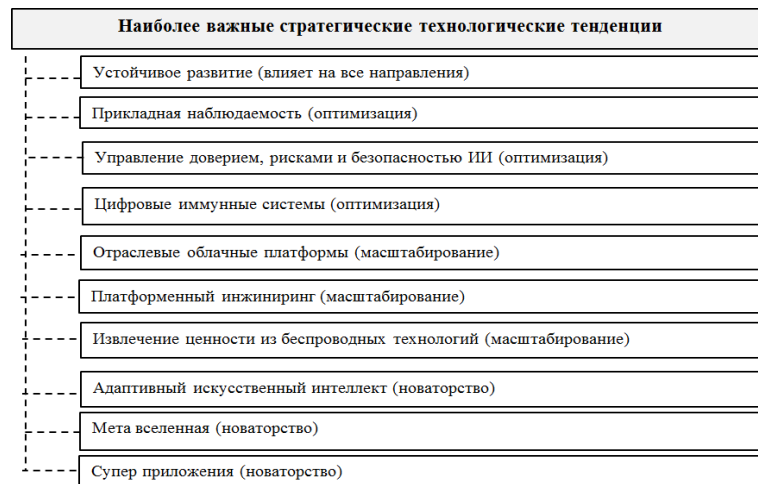 Наиболее важные стратегические технологические тенденции
Устойчивое развитие (влияет на все направления)
Прикладная наблюдаемость (оптимизация)
Управление доверием, рисками и безопасностью ИИ (оптимизация)
Цифровые иммунные системы (оптимизация)
Отраслевые облачные платформы (масштабирование)
Платформенный инжиниринг (масштабирование)
Извлечение ценности из беспроводных технологий (масштабирование)
Адаптивный искусственный интеллект (новаторство)
Мета вселенная (новаторство)
Супер приложения (новаторство)